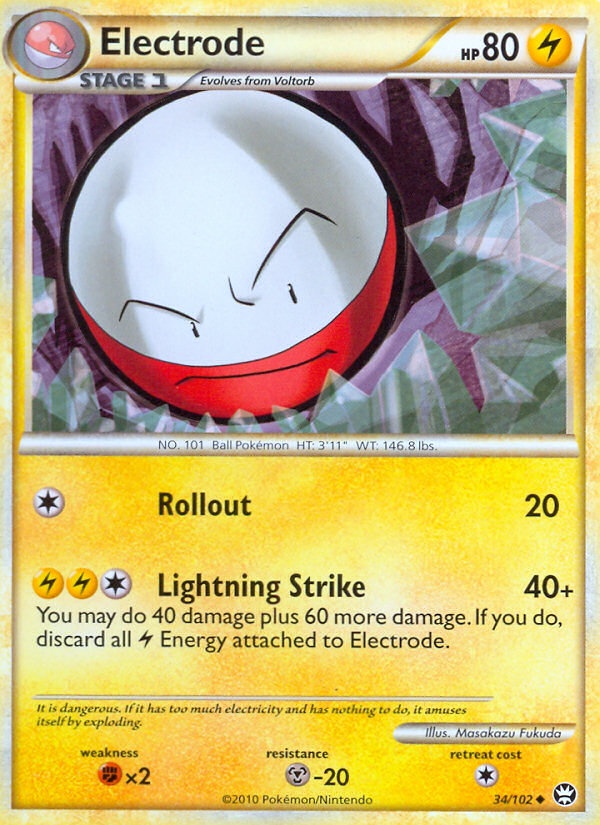 Electrode
HP 80
STAGE 1
Evolves from Voltorb
NO. 101 Ball Pokémon HT: 3'11" WT: 146.8 lbs.
Rollout 20
Lightning Strike 40+
You may do 40 damage plus 60 more damage. If you do,
discard all Energy attached to Electrode.
It is dangerous. If it has too much electricity and has nothing to do, it amuses
itself by exploding.
Illus. Masakazu Fukuda
weakness resistance retreat cost
×2 -20
©2010 Pokémon/Nintendo 34/102